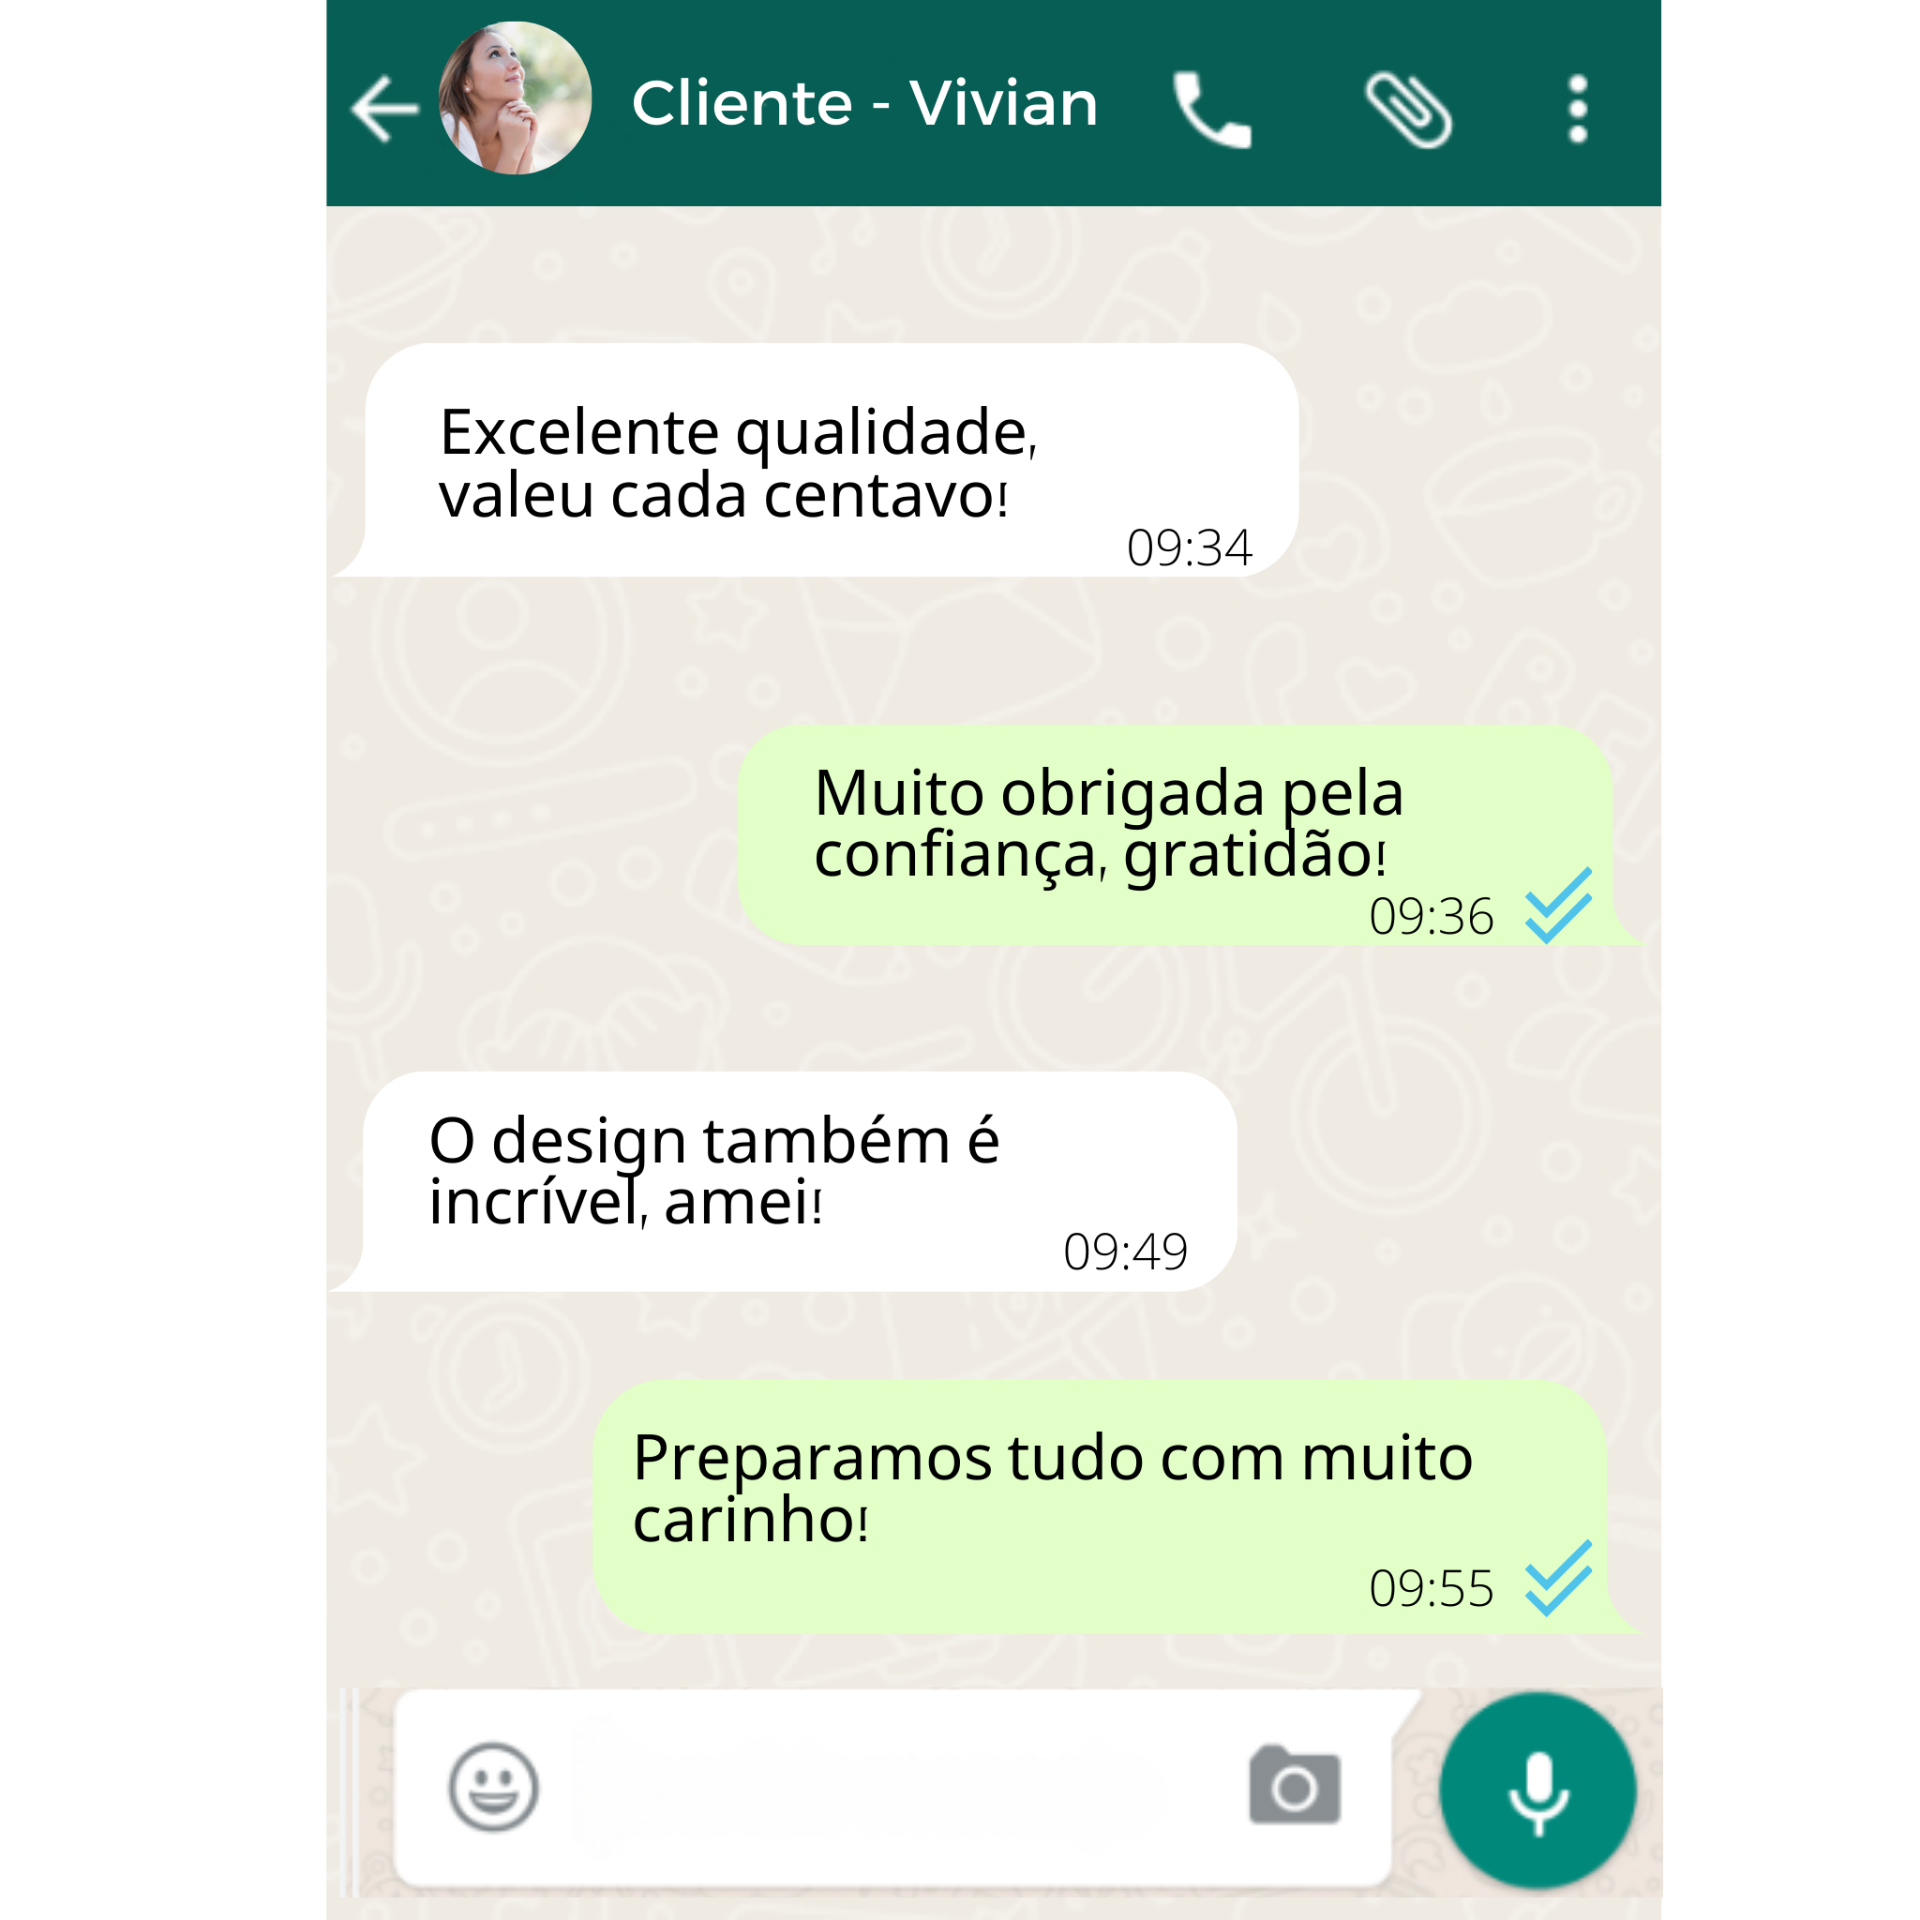 Cliente - Vivian
Excelente qualidade,
valeu cada centavo!
09:34
Muito obrigada pela
confiança, gratidão!
09:36
O design também é
incrível, amei!
09:49
Preparamos tudo com muito
carinho!
09:55